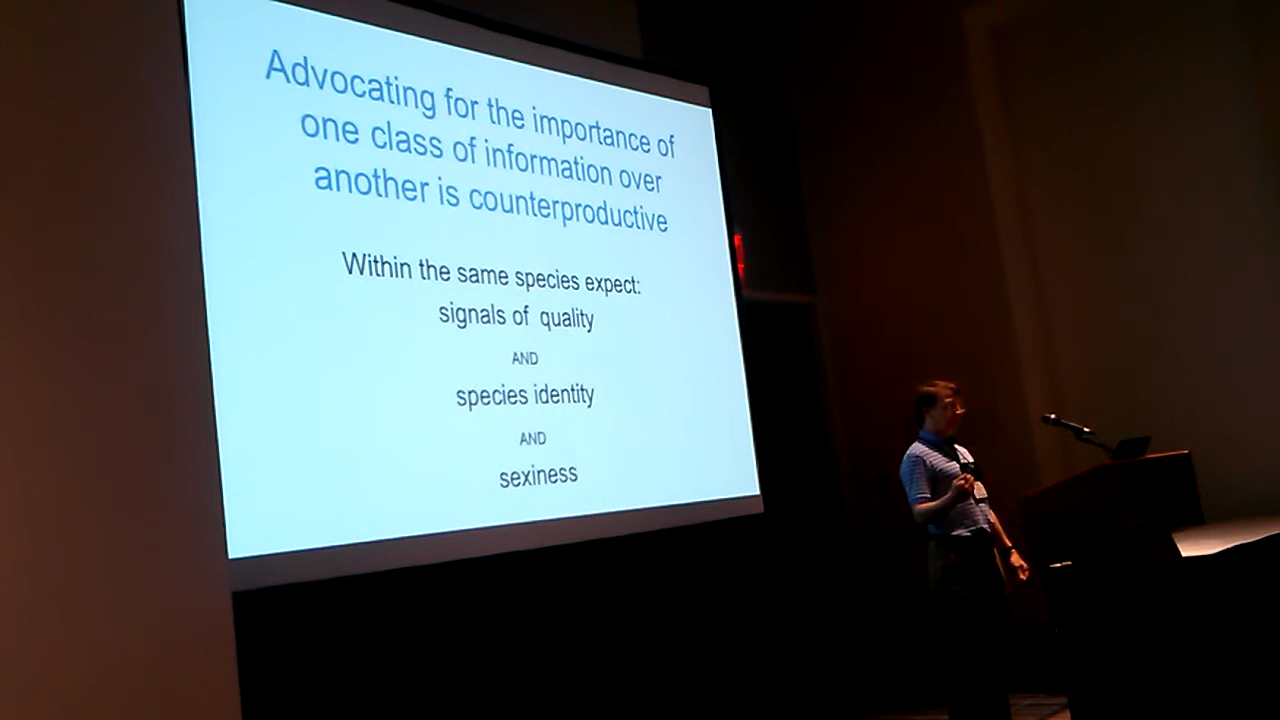 Advocating for the importance of
one class of information over
another is counterproductive
Within the same species expect:
signals of quality
AND
species identity
AND
sexiness